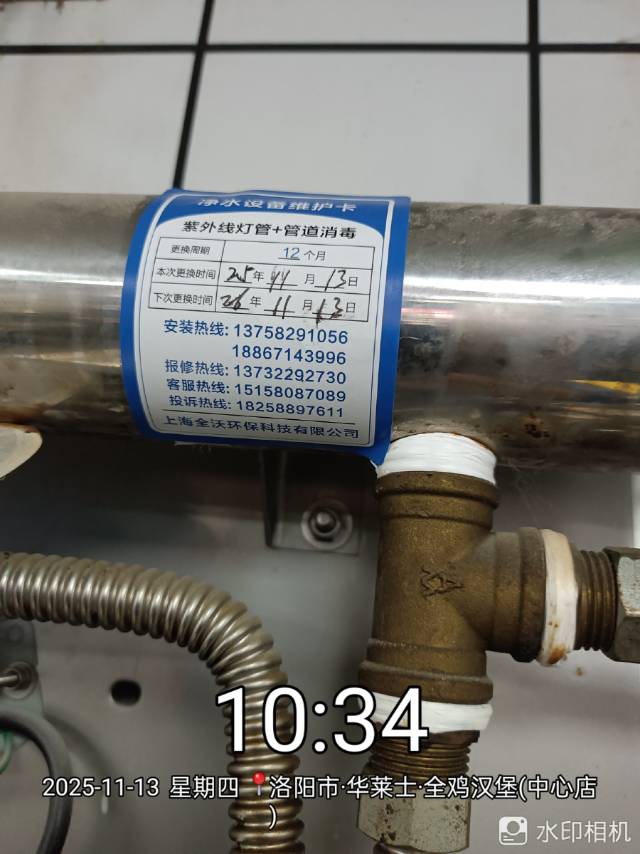 净水设备维护卡
紫外线灯管+管道消毒
更换周期 12个月
本次更换时间 25年 11月 13日
下次更换时间 26年 11月 13日
安装热线: 13758291056
18867143996
报修热线: 13732292730
客服热线: 15158087089
投诉热线: 18258897611
上海全沃环保科技有限公司
10:34
2025-11-13 星期四 洛阳市·华莱士·全鸡汉堡(中心店
)
水印相机